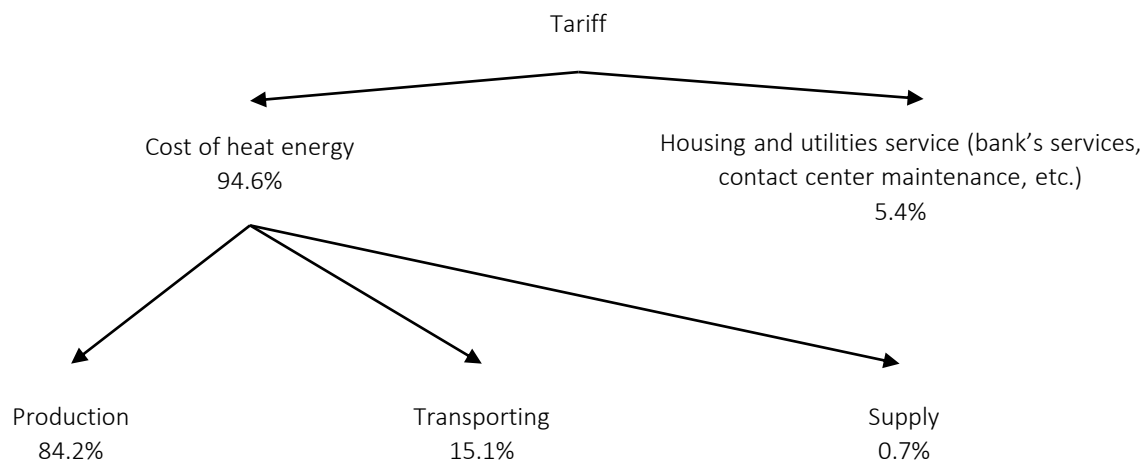 Tariff
Cost of heat energy
94.6%
Housing and utilities service (bank’s services,
contact center maintenance, etc.)
5.4%
Production
84.2%
Transporting
15.1%
Supply
0.7%